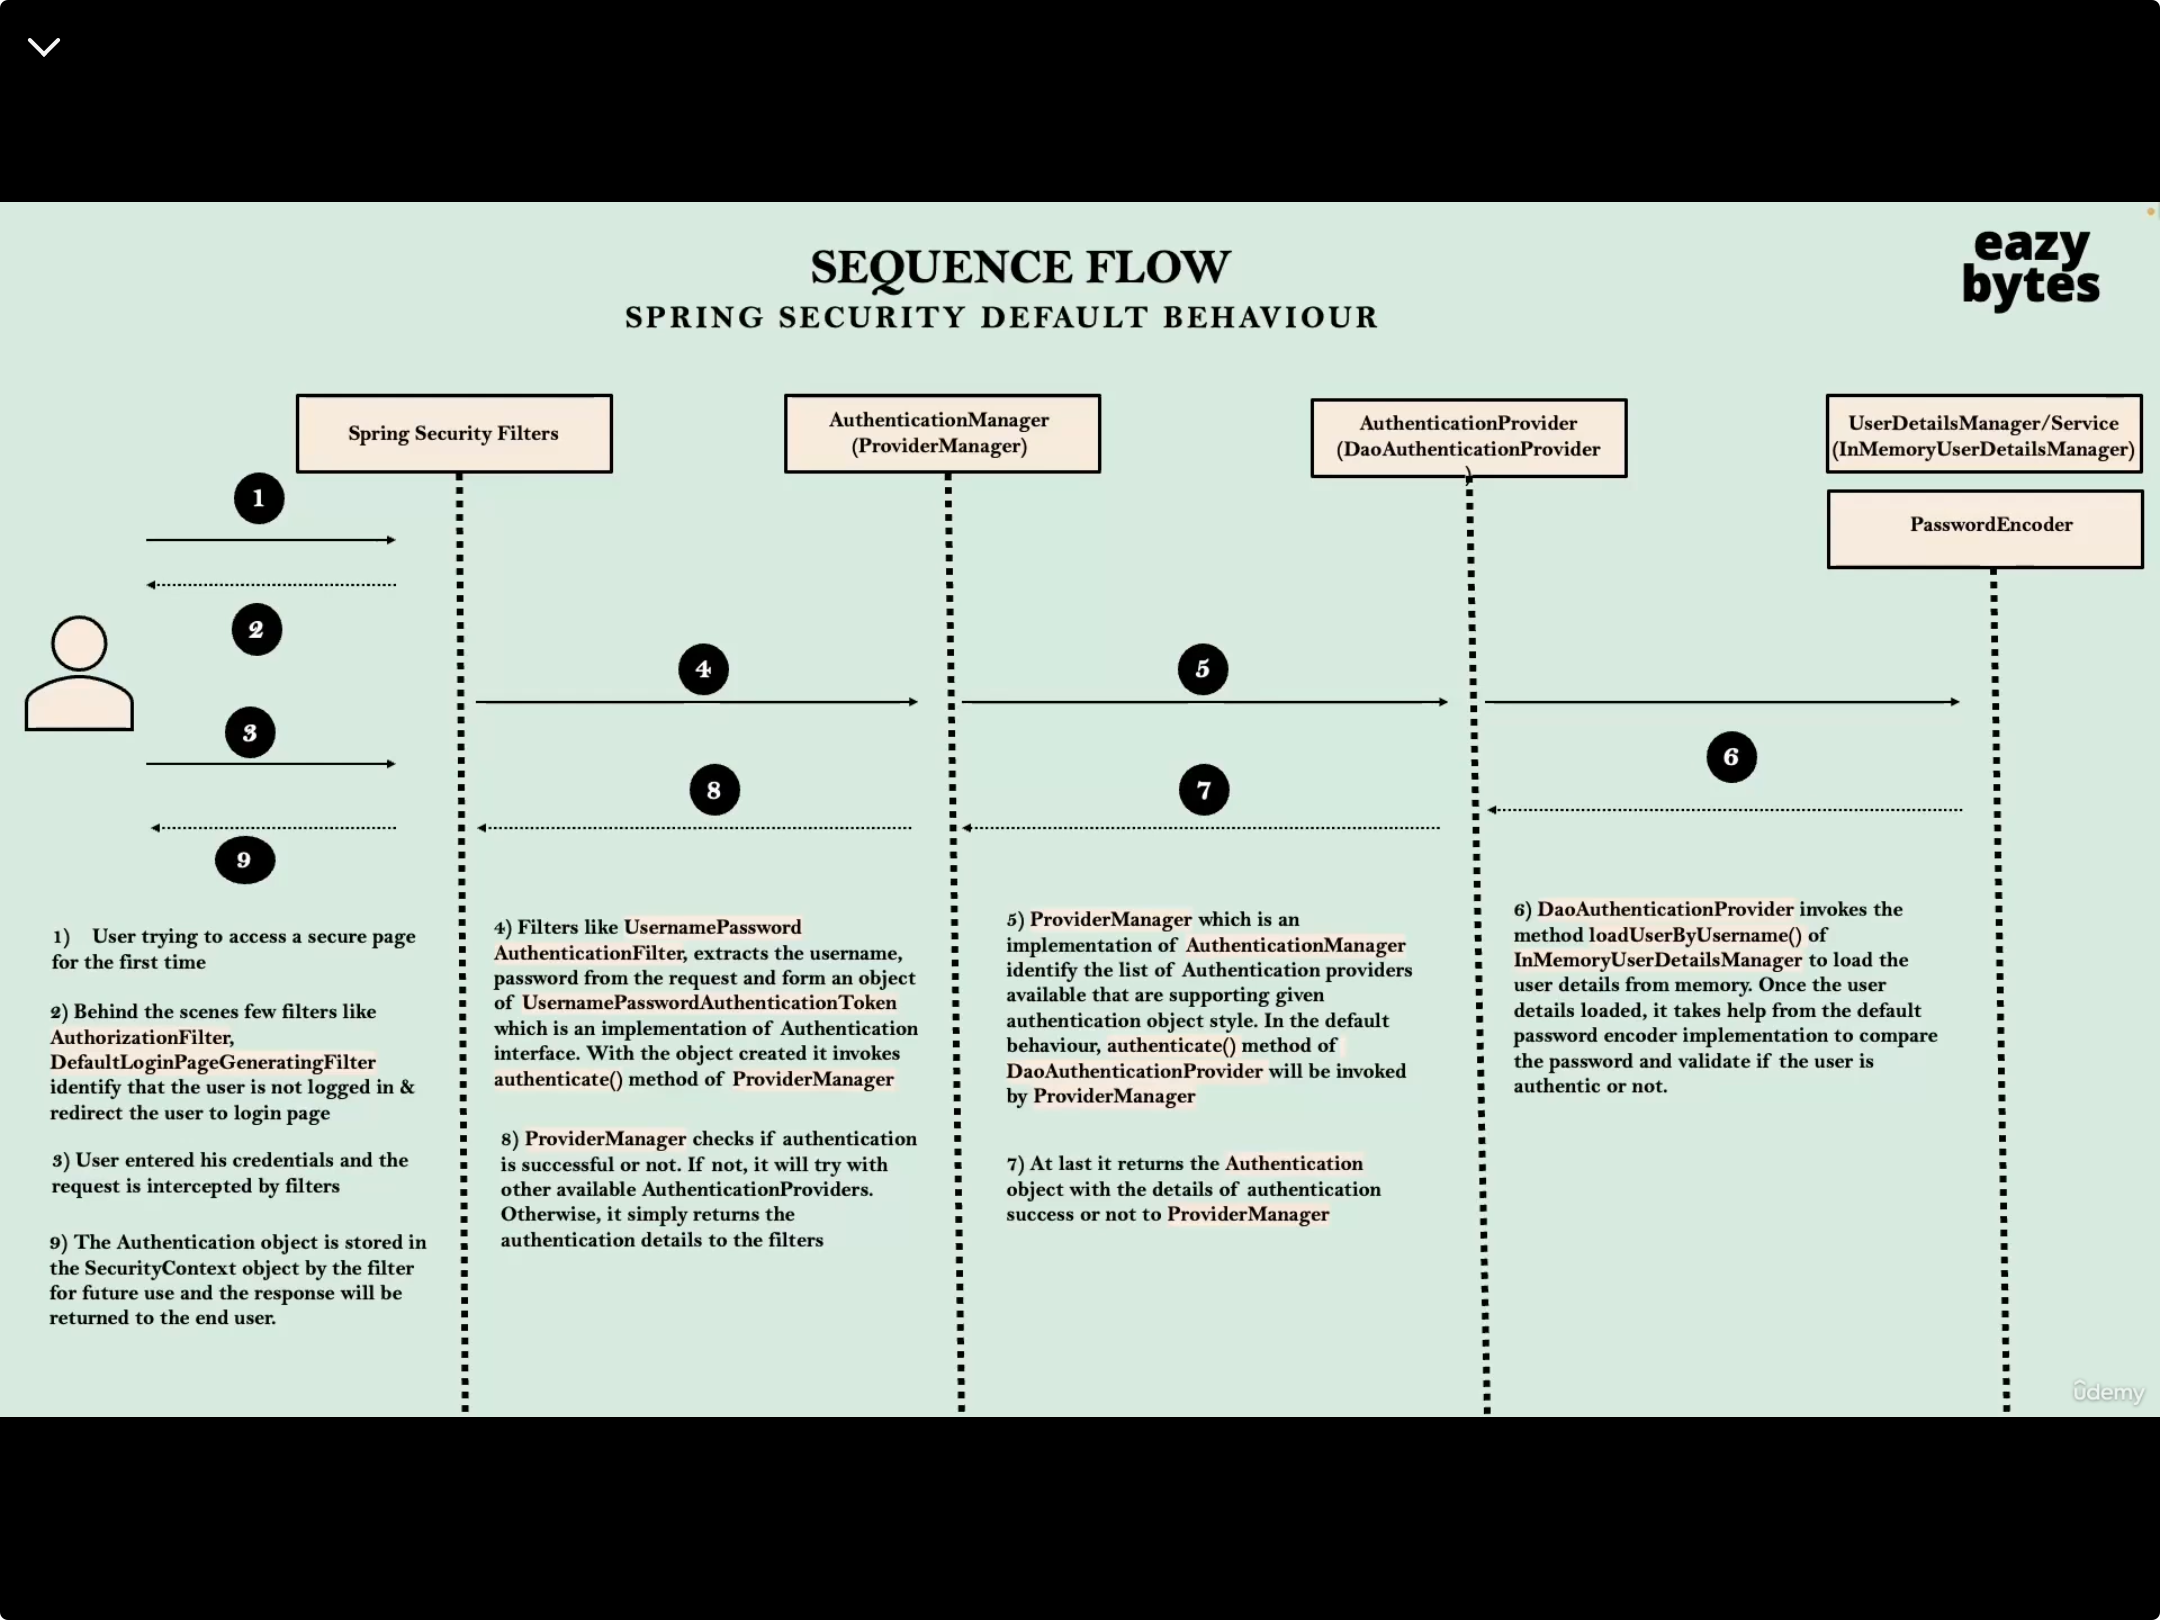 eazy
bytes
SEQUENCE FLOW
SPRING SECURITY DEFAULT BEHAVIOUR
Spring Security Filters
AuthenticationManager
(ProviderManager)
AuthenticationProvider
(DaoAuthenticationProvider
)
UserDetailsManager/Service
(InMemoryUserDetailsManager)
PasswordEncoder
1
2
3
4
5
6
7
8
9
1) User trying to access a secure page
for the first time
2) Behind the scenes few filters like
AuthorizationFilter,
DefaultLoginPageGeneratingFilter
identify that the user is not logged in &
redirect the user to login page
3) User entered his credentials and the
request is intercepted by filters
9) The Authentication object is stored in
the SecurityContext object by the filter
for future use and the response will be
returned to the end user.
4) Filters like UsernamePassword
AuthenticationFilter, extracts the username,
password from the request and form an object
of UsernamePasswordAuthenticationToken
which is an implementation of Authentication
interface. With the object created it invokes
authenticate() method of ProviderManager
8) ProviderManager checks if authentication
is successful or not. If not, it will try with
other available AuthenticationProviders.
Otherwise, it simply returns the
authentication details to the filters
5) ProviderManager which is an
implementation of AuthenticationManager
identify the list of Authentication providers
available that are supporting given
authentication object style. In the default
behaviour, authenticate() method of
DaoAuthenticationProvider will be invoked
by ProviderManager
7) At last it returns the Authentication
object with the details of authentication
success or not to ProviderManager
6) DaoAuthenticationProvider invokes the
method loadUserByUsername() of
InMemoryUserDetailsManager to load the
user details from memory. Once the user
details loaded, it takes help from the default
password encoder implementation to compare
the password and validate if the user is
authentic or not.
udemy